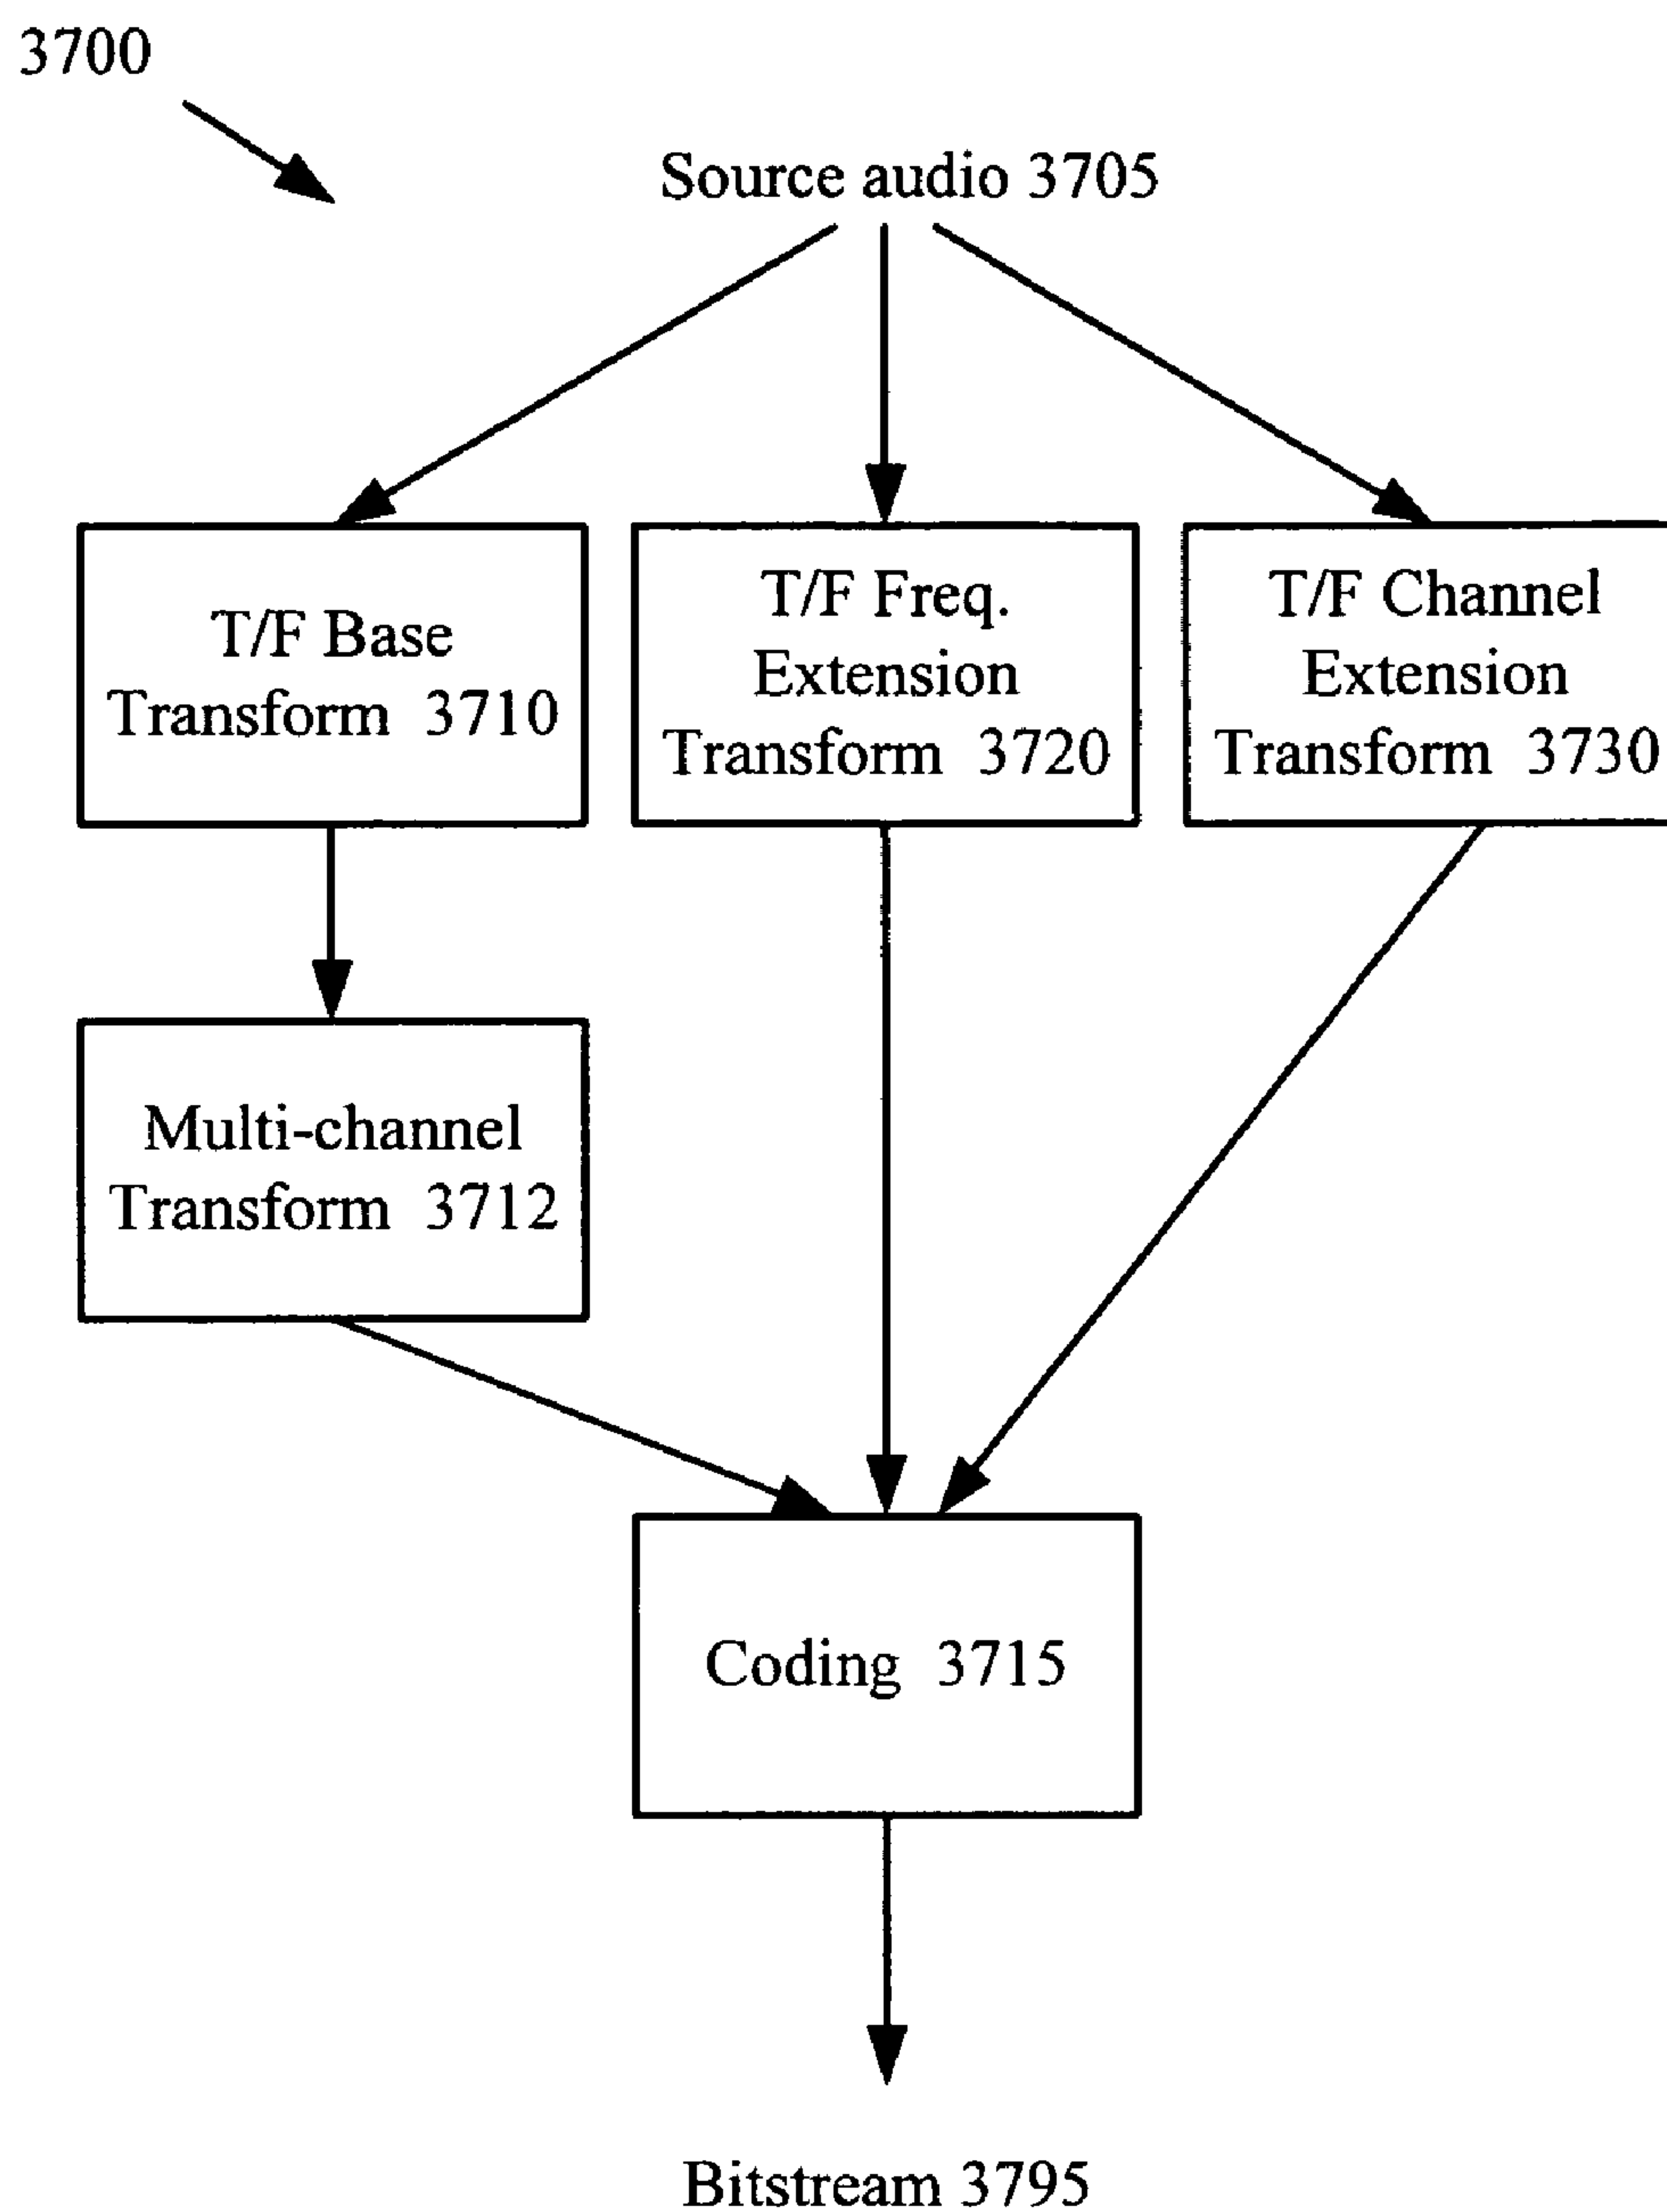 3700
Source audio 3705
T/F Base
Transform 3710
T/F Freq.
Extension
Transform 3720
T/F Channel
Extension
Transform 3730
Multi-channel
Transform 3712
Coding 3715
Bitstream 3795